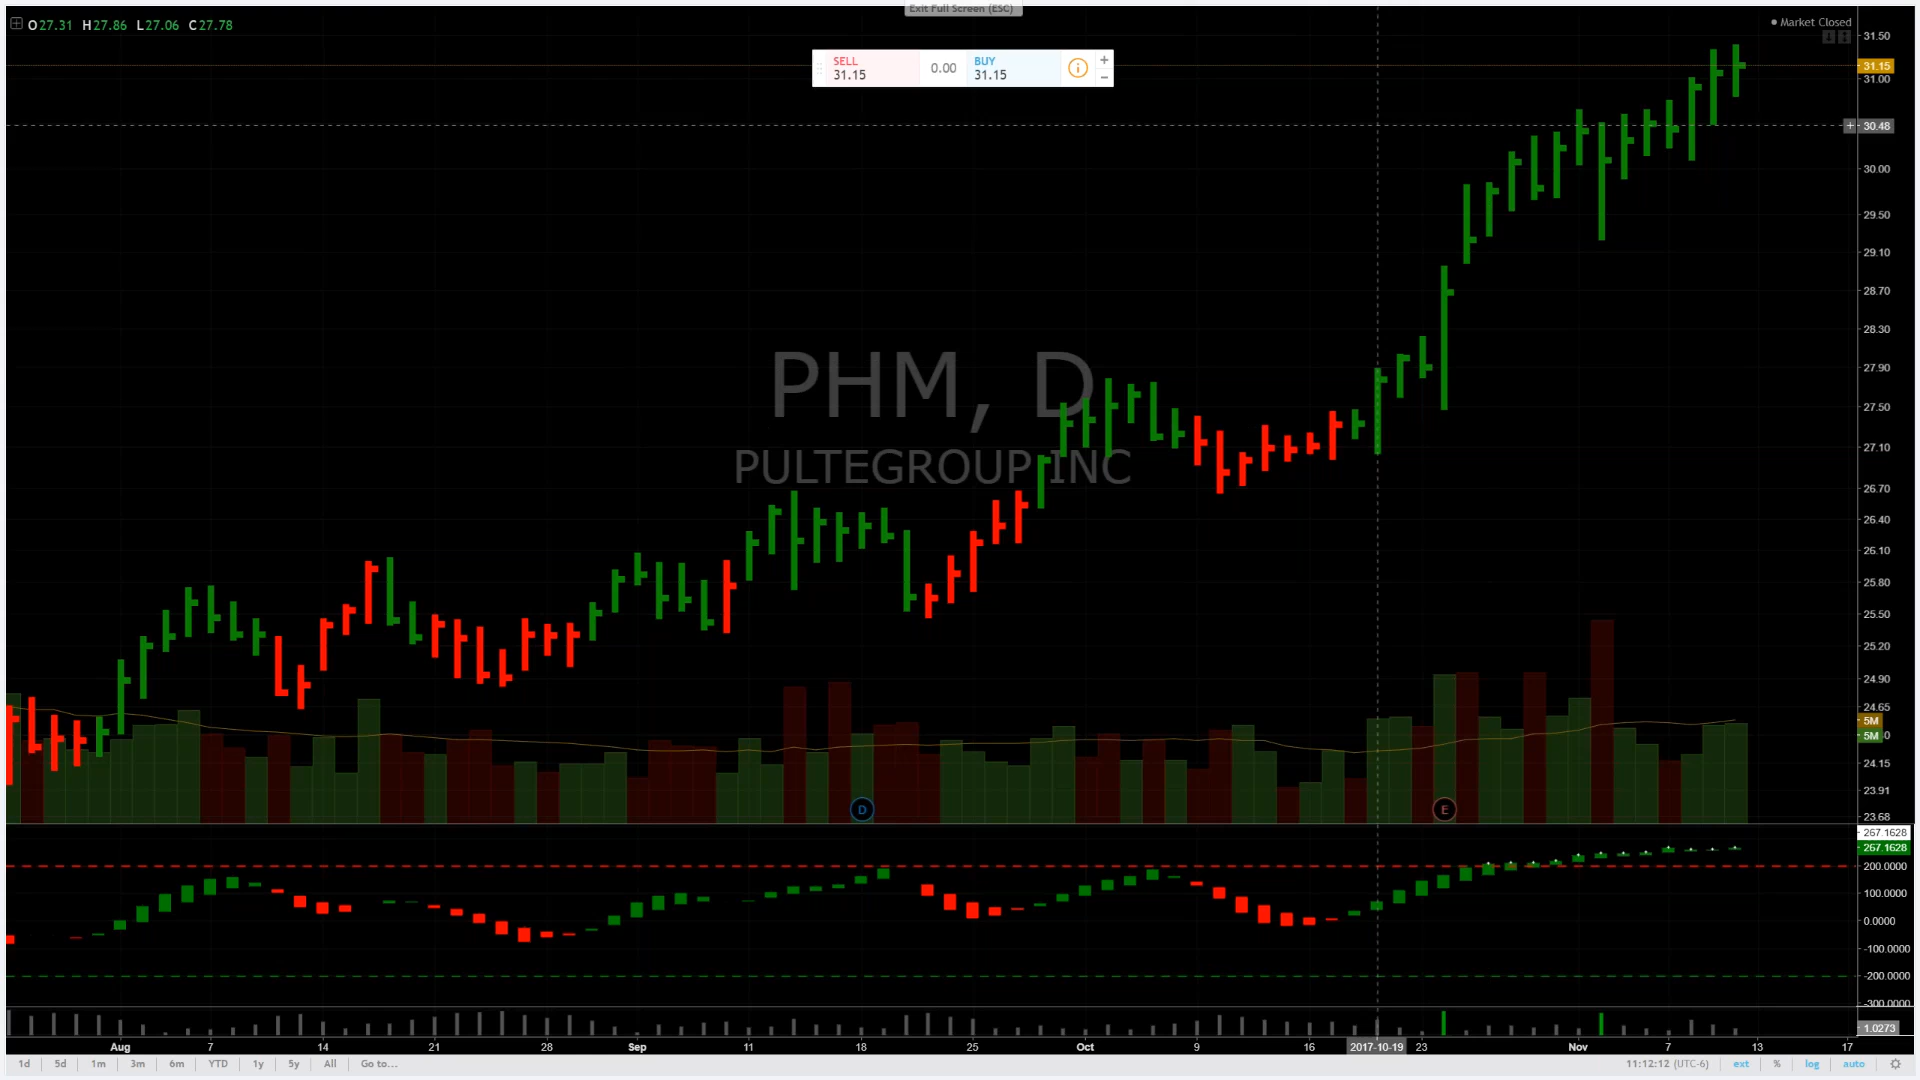 Exit Full Screen (ESC)
O27.31 H27.86 L27.06 C27.78
Market Closed
SELL
31.15
0.00
BUY
31.15
PHM, D
PULTEGROUP INC
31.50
31.15
31.00
30.48
30.00
29.50
29.10
28.70
28.30
27.90
27.50
27.10
26.70
26.40
26.10
25.80
25.50
25.20
24.90
24.65
5M
5M
24.15
23.91
23.68
D
E
267.1628
267.1628
200.0000
100.0000
0.0000
-100.0000
-200.0000
-300.0000
1.0273
Aug 7 14 21 28 Sep 11 18 25 Oct 9 16 2017-10-19 23 Nov 7 13 17
1d 5d 1m 3m 6m YTD 1y 5y All Go to... 11:12:12 (UTC-6) ext % log auto